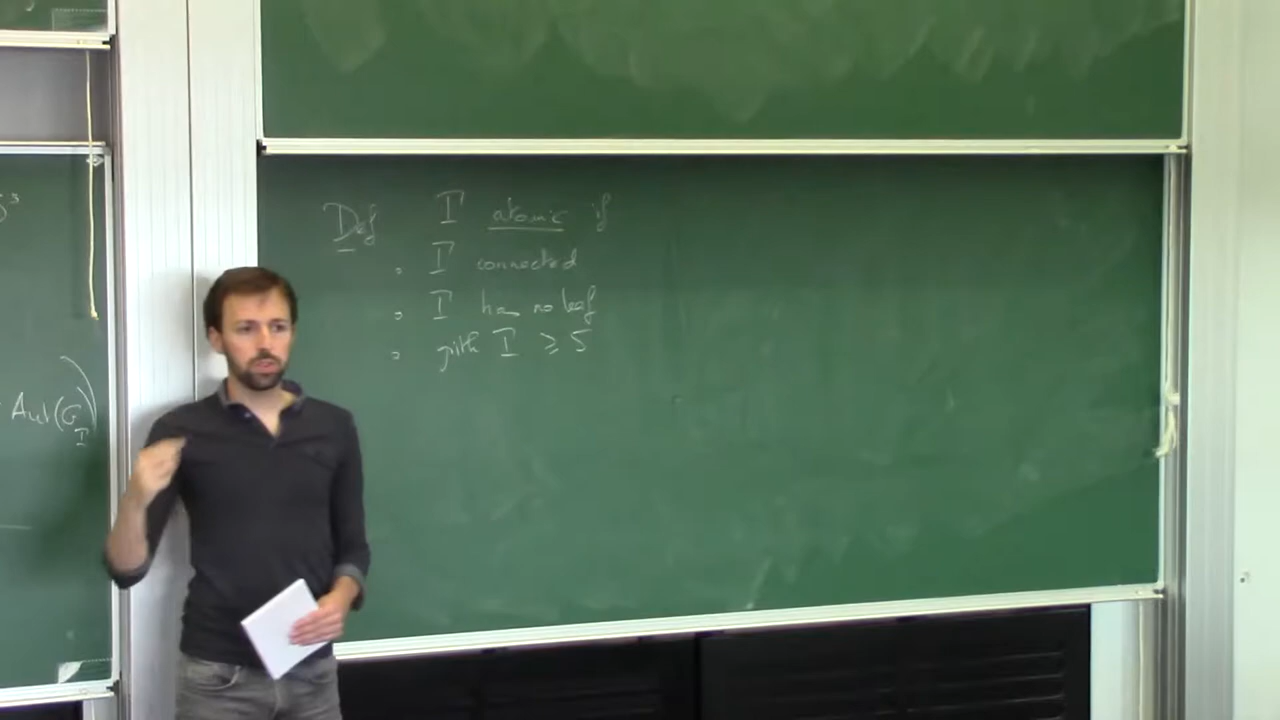 Aut(G_Γ)
Def Γ atomic if
. Γ connected
. Γ has no leaf
. girth Γ ≥ 5